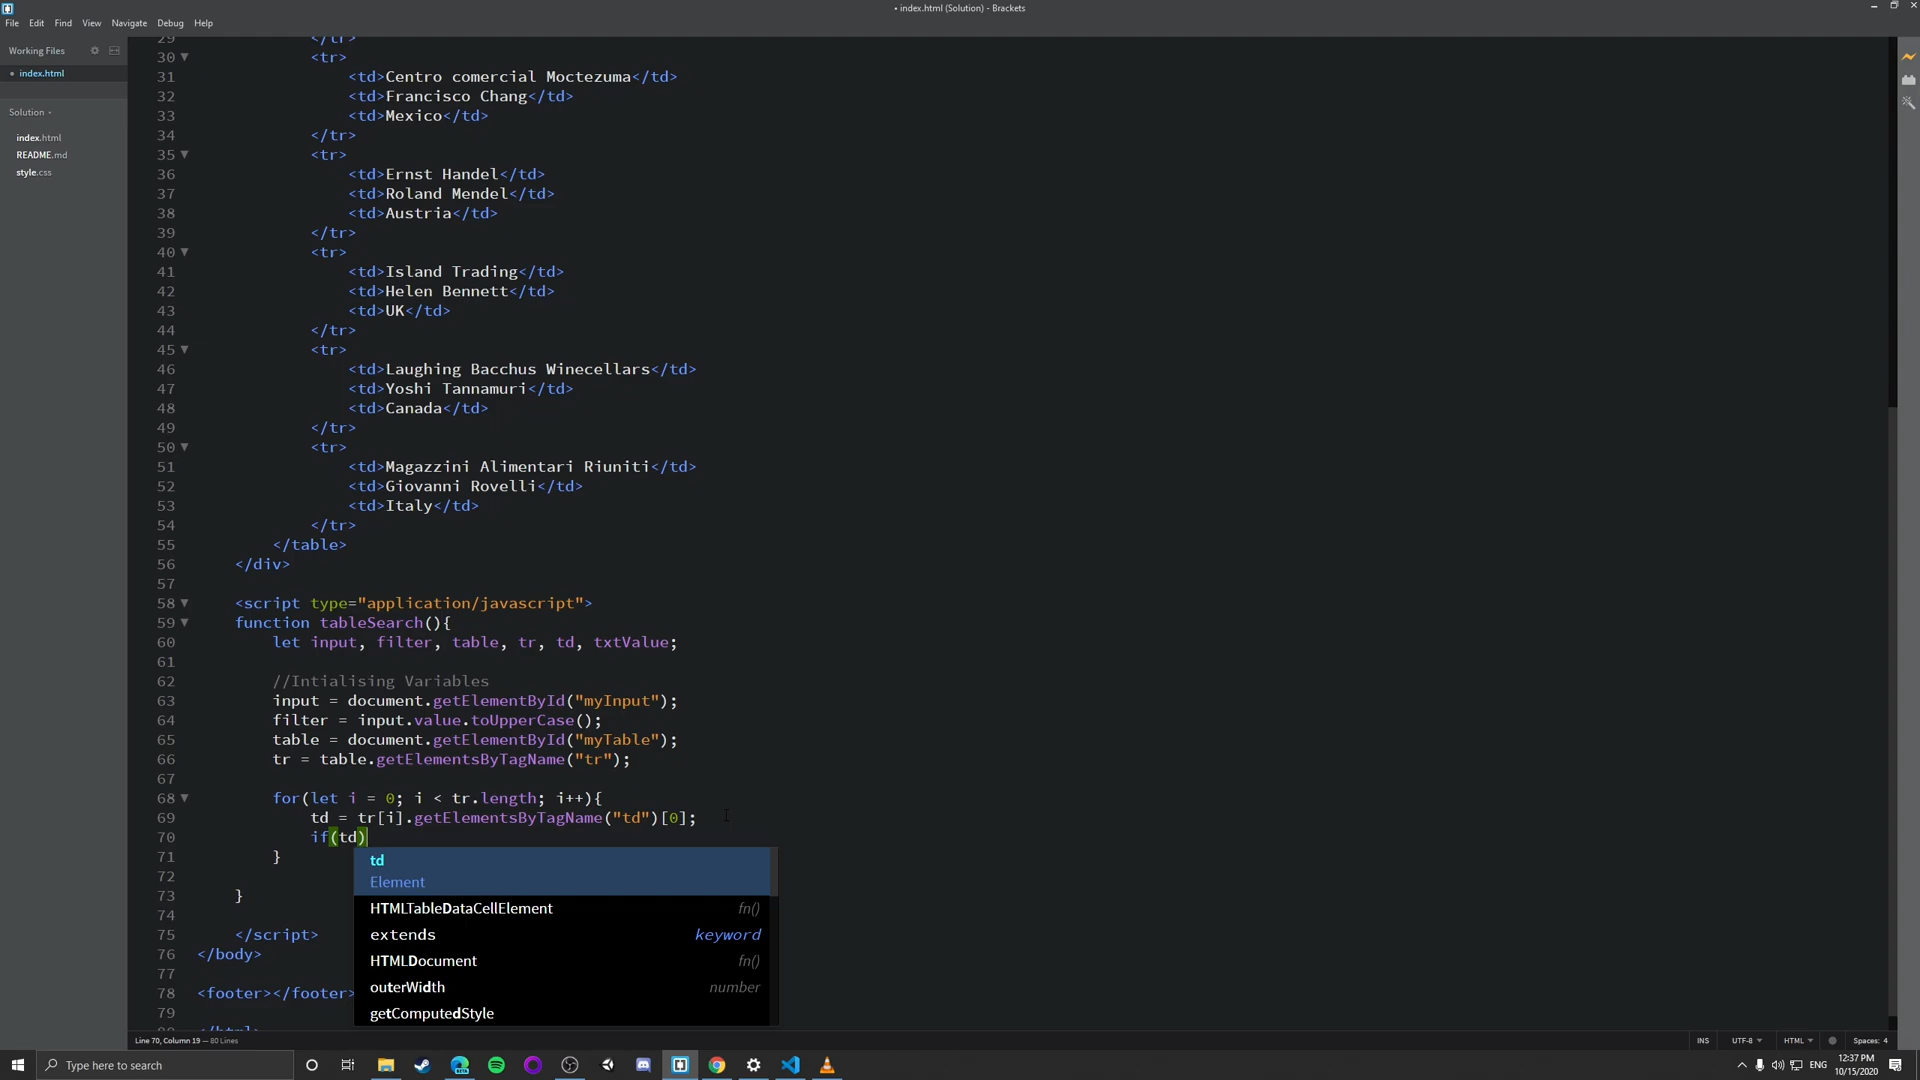 • index.html (Solution) - Brackets
File Edit Find View Navigate Debug Help
Working Files
• index.html
Solution
index.html
README.md
style.css
29 </tr>
30 <tr>
31 <td>Centro comercial Moctezuma</td>
32 <td>Francisco Chang</td>
33 <td>Mexico</td>
34 </tr>
35 <tr>
36 <td>Ernst Handel</td>
37 <td>Roland Mendel</td>
38 <td>Austria</td>
39 </tr>
40 <tr>
41 <td>Island Trading</td>
42 <td>Helen Bennett</td>
43 <td>UK</td>
44 </tr>
45 <tr>
46 <td>Laughing Bacchus Winecellars</td>
47 <td>Yoshi Tannamuri</td>
48 <td>Canada</td>
49 </tr>
50 <tr>
51 <td>Magazzini Alimentari Riuniti</td>
52 <td>Giovanni Rovelli</td>
53 <td>Italy</td>
54 </tr>
55 </table>
56 </div>
57
58 <script type="application/javascript">
59 function tableSearch(){
60 let input, filter, table, tr, td, txtValue;
61
62 //Intialising Variables
63 input = document.getElementById("myInput");
64 filter = input.value.toUpperCase();
65 table = document.getElementById("myTable");
66 tr = table.getElementsByTagName("tr");
67
68 for(let i = 0; i < tr.length; i++){
69 td = tr[i].getElementsByTagName("td")[0];
70 if(td)
71 }
72
73 }
74
75 </script>
76 </body>
77
78 <footer></footer>
79
80 </html>
td
Element
HTMLTableDataCellElement fn()
extends keyword
HTMLDocument fn()
outerWidth number
getComputedStyle
Line 70, Column 19 — 80 Lines
INS UTF-8 HTML Spaces: 4
Type here to search
ENG
12:37 PM
10/15/2020